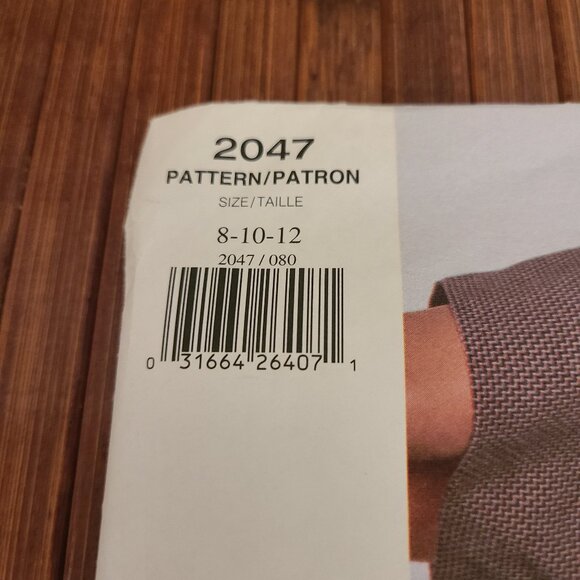 2047
PATTERN/PATRON
SIZE/TAILLE
8-10-12
2047 / 080
0 31664 26407 1